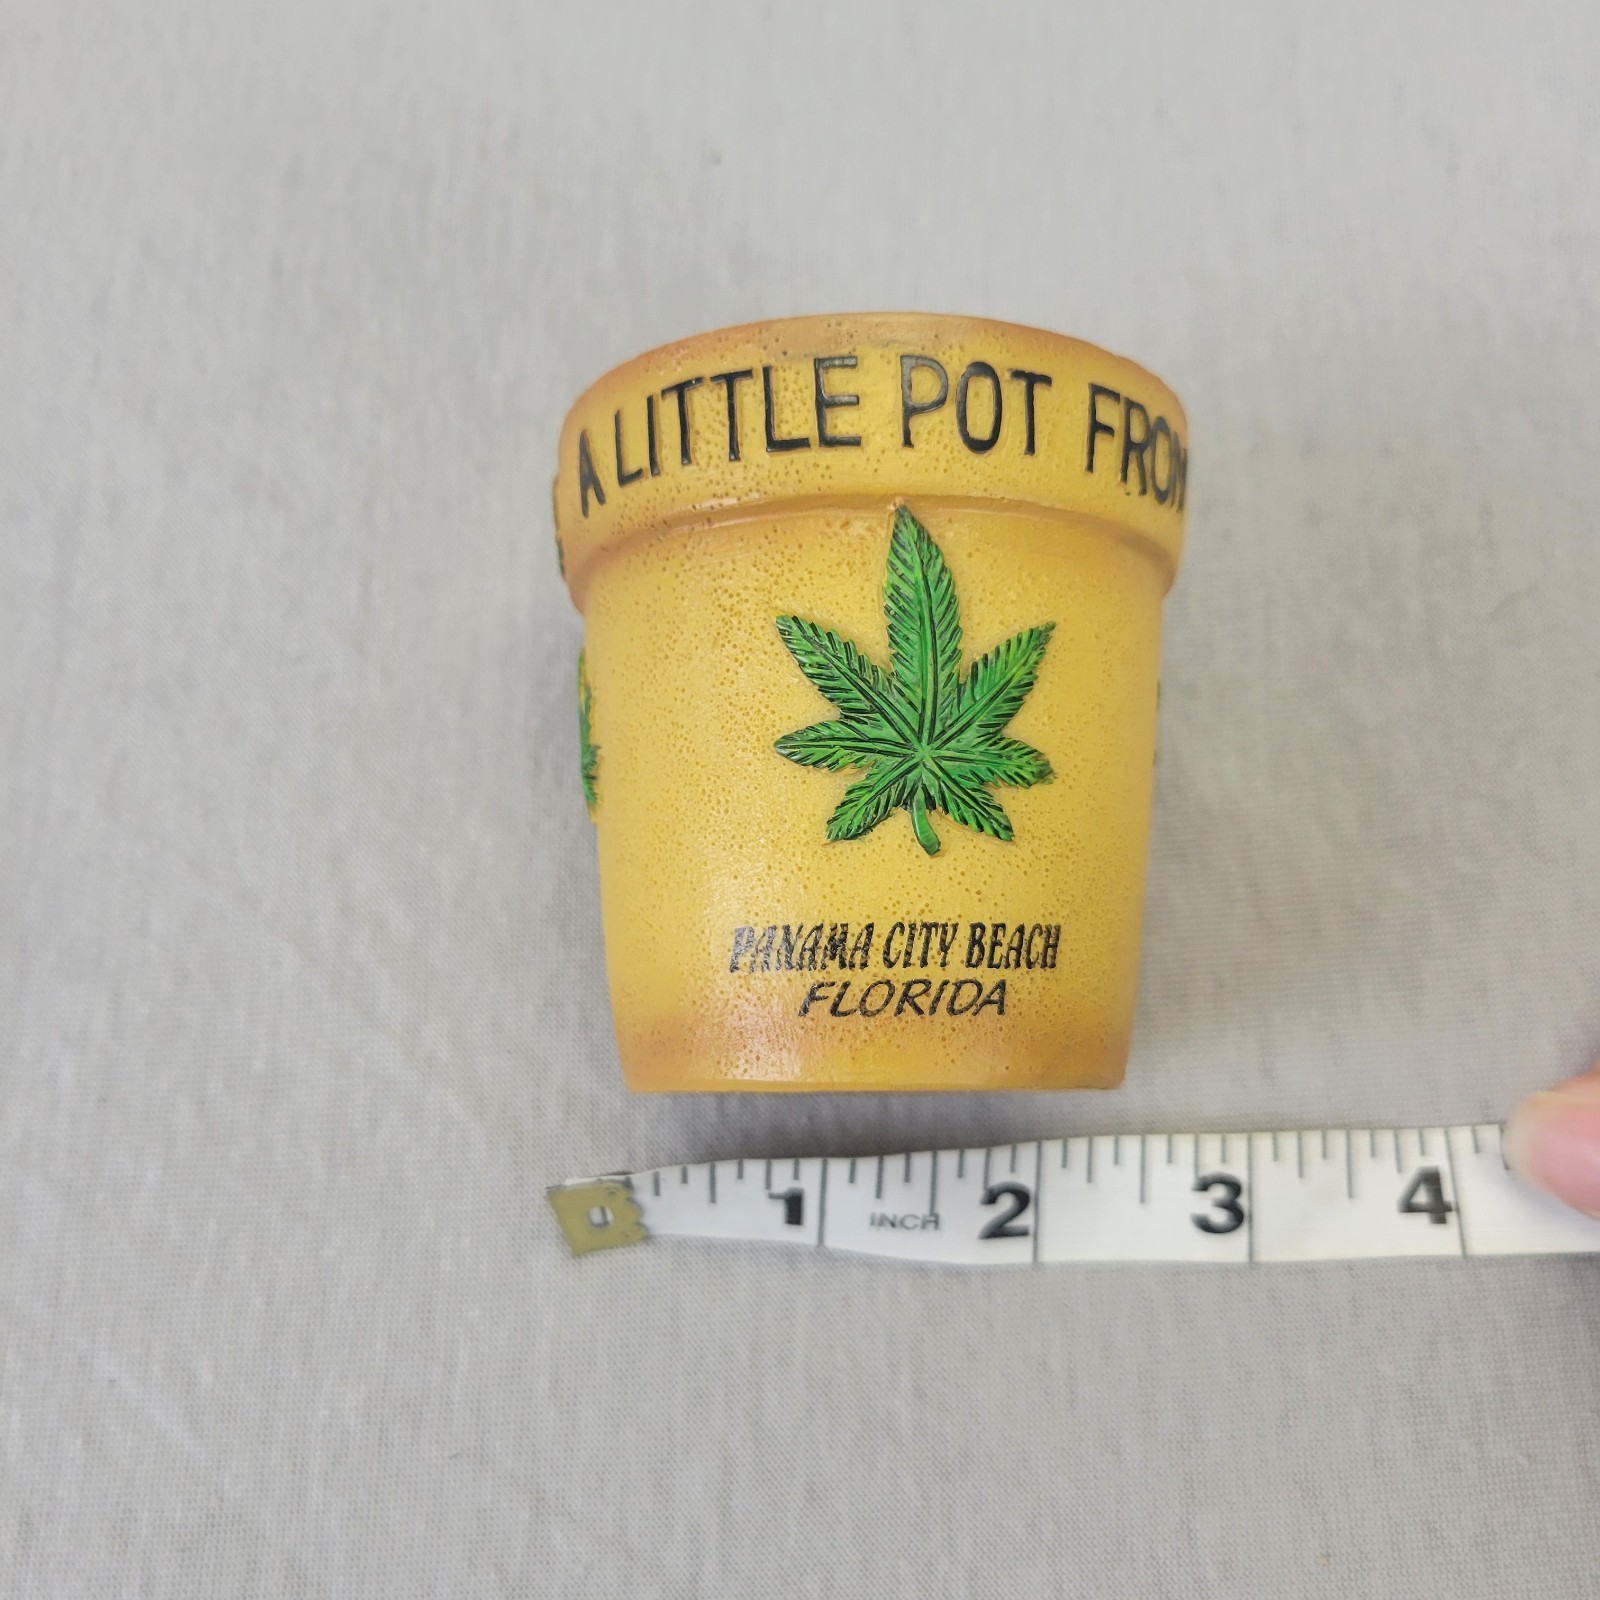 A LITTLE POT FROM
PANAMA CITY BEACH
FLORIDA
1 INCH 2 3 4